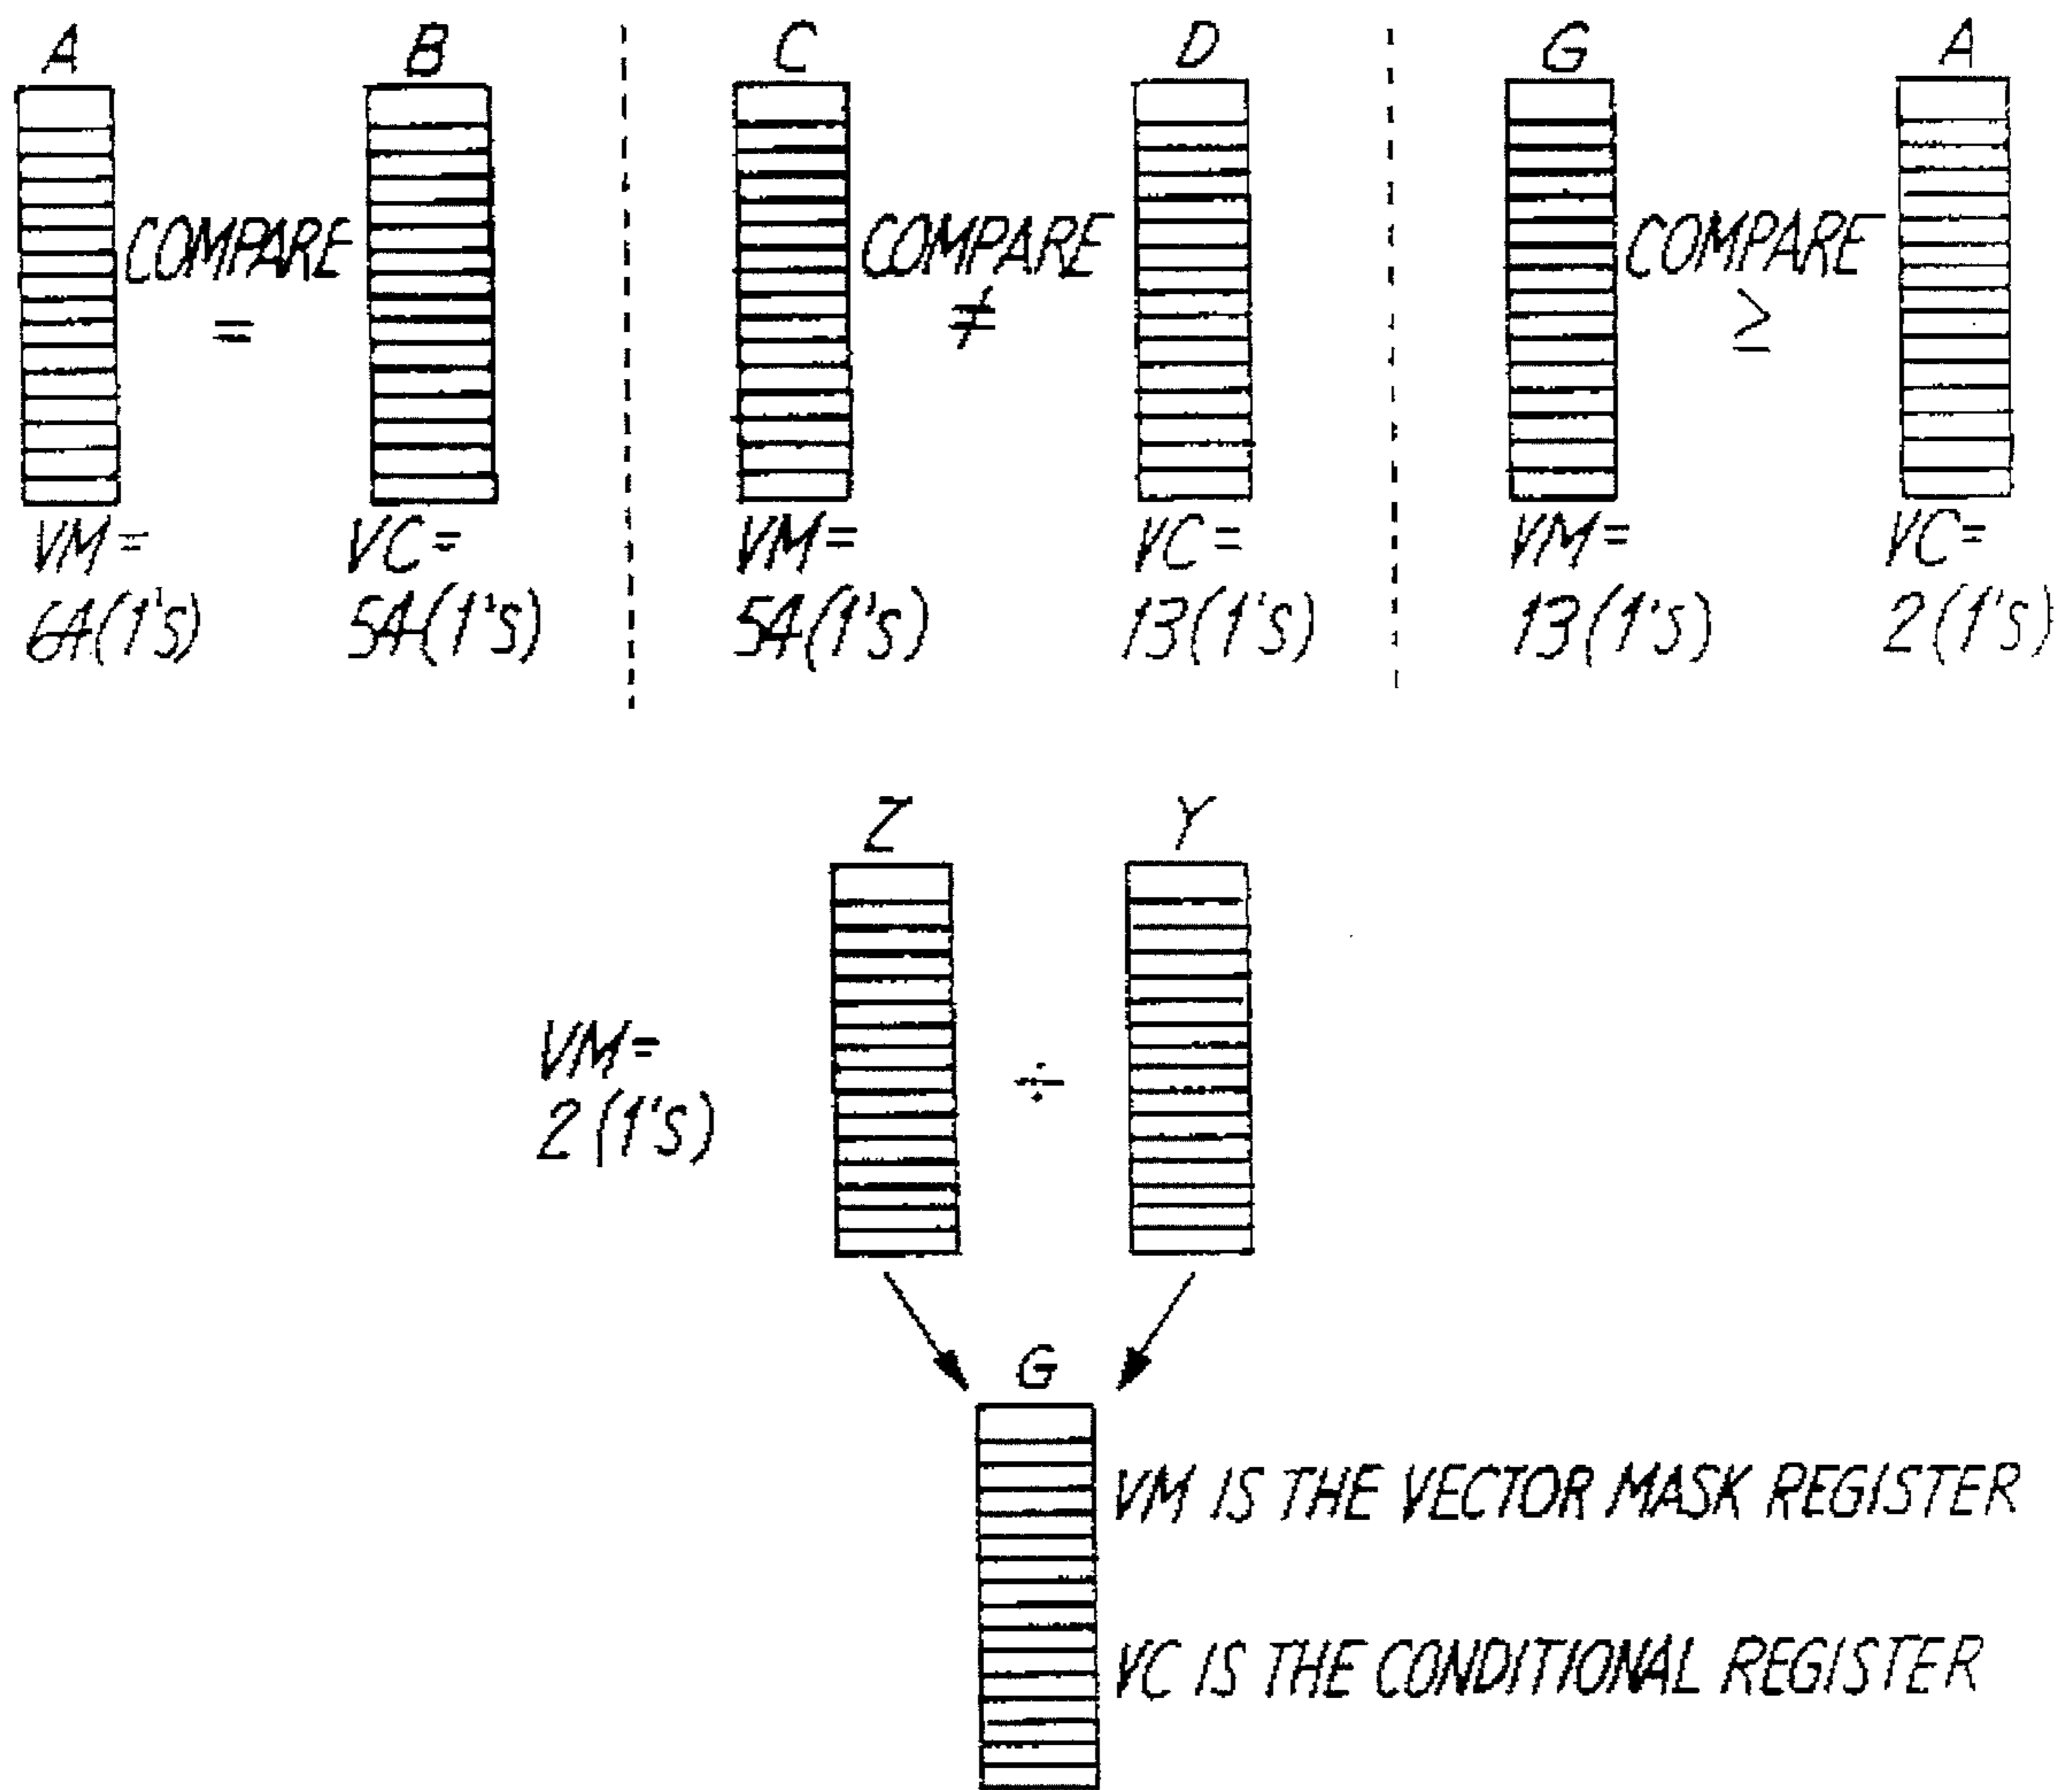 A B C D G A
COMPARE COMPARE COMPARE
= ≠ ≥
VM= VC= VM= VC= VM= VC=
64(1's) 54(1's) 54(1's) 13(1's) 13(1's) 2(1's)
Z Y
VM=
÷
2(1's)
G
VM IS THE VECTOR MASK REGISTER
VC IS THE CONDITIONAL REGISTER